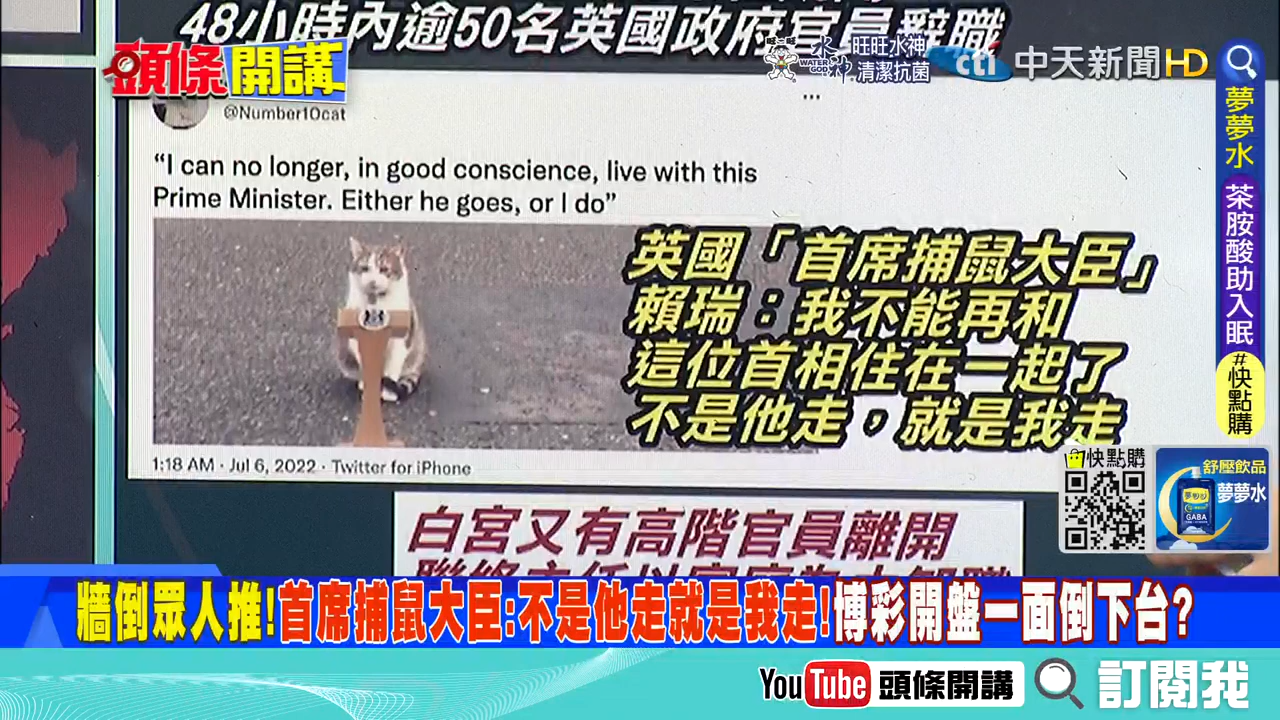 48小時內逾50名英國政府官員辭職
頭條開講
旺旺水神
WATER GOD
水神
清潔抗菌
cti 中天新聞HD
@Number10cat
“I can no longer, in good conscience, live with this
Prime Minister. Either he goes, or I do”
英國「首席捕鼠大臣」
賴瑞：我不能再和
這位首相住在一起了
不是他走，就是我走
1:18 AM · Jul 6, 2022 · Twitter for iPhone
白宮又有高階官員離開
夢夢水
茶胺酸助入眠
#快點購
快點購
舒壓飲品
夢夢水
GABA
牆倒眾人推!首席捕鼠大臣:不是他走就是我走!博彩開盤一面倒下台?
YouTube 頭條開講
訂閱我